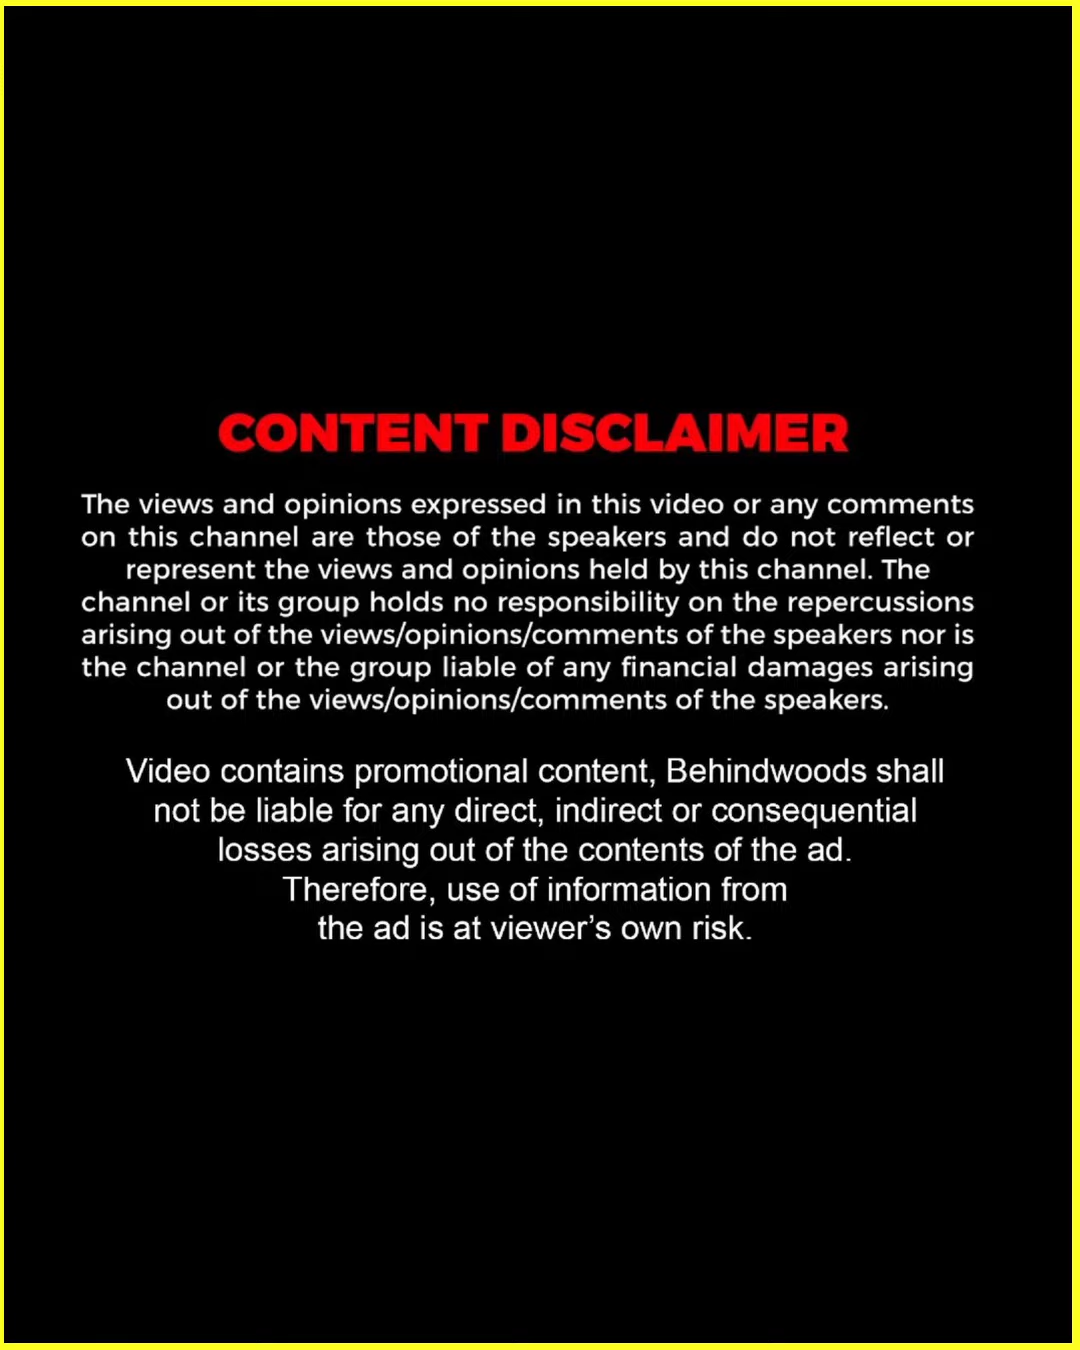 CONTENT DISCLAIMER
The views and opinions expressed in this video or any comments
on this channel are those of the speakers and do not reflect or
represent the views and opinions held by this channel. The
channel or its group holds no responsibility on the repercussions
arising out of the views/opinions/comments of the speakers nor is
the channel or the group liable of any financial damages arising
out of the views/opinions/comments of the speakers.
Video contains promotional content, Behindwoods shall
not be liable for any direct, indirect or consequential
losses arising out of the contents of the ad.
Therefore, use of information from
the ad is at viewer’s own risk.